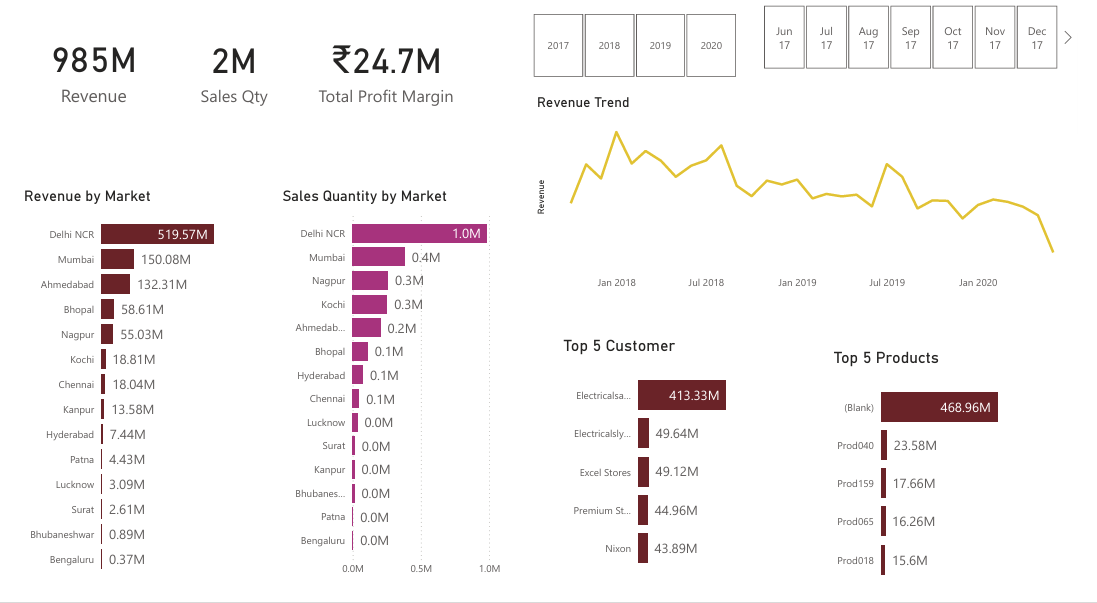 985M
Revenue
2M
Sales Qty
₹24.7M
Total Profit Margin
2017
2018
2019
2020
Jun 17
Jul 17
Aug 17
Sep 17
Oct 17
Nov 17
Dec 17
Revenue Trend
Revenue
Jan 2018
Jul 2018
Jan 2019
Jul 2019
Jan 2020
Revenue by Market
Delhi NCR 519.57M
Mumbai 150.08M
Ahmedabad 132.31M
Bhopal 58.61M
Nagpur 55.03M
Kochi 18.81M
Chennai 18.04M
Kanpur 13.58M
Hyderabad 7.44M
Patna 4.43M
Lucknow 3.09M
Surat 2.61M
Bhubaneshwar 0.89M
Bengaluru 0.37M
Sales Quantity by Market
Delhi NCR 1.0M
Mumbai 0.4M
Nagpur 0.3M
Kochi 0.3M
Ahmedab... 0.2M
Bhopal 0.1M
Hyderabad 0.1M
Chennai 0.1M
Lucknow 0.0M
Surat 0.0M
Kanpur 0.0M
Bhubanes... 0.0M
Patna 0.0M
Bengaluru 0.0M
0.0M 0.5M 1.0M
Top 5 Customer
Electricalsa... 413.33M
Electricalsly... 49.64M
Excel Stores 49.12M
Premium St... 44.96M
Nixon 43.89M
Top 5 Products
(Blank) 468.96M
Prod040 23.58M
Prod159 17.66M
Prod065 16.26M
Prod018 15.6M